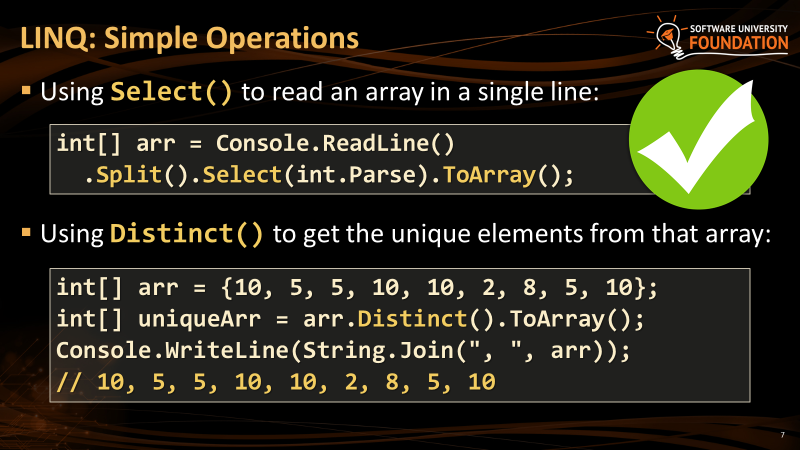 LINQ: Simple Operations
SOFTWARE UNIVERSITY
FOUNDATION
Using Select() to read an array in a single line:
int[] arr = Console.ReadLine()
.Split().Select(int.Parse).ToArray();
Using Distinct() to get the unique elements from that array:
int[] arr = {10, 5, 5, 10, 10, 2, 8, 5, 10};
int[] uniqueArr = arr.Distinct().ToArray();
Console.WriteLine(String.Join(", ", arr));
// 10, 5, 5, 10, 10, 2, 8, 5, 10
7